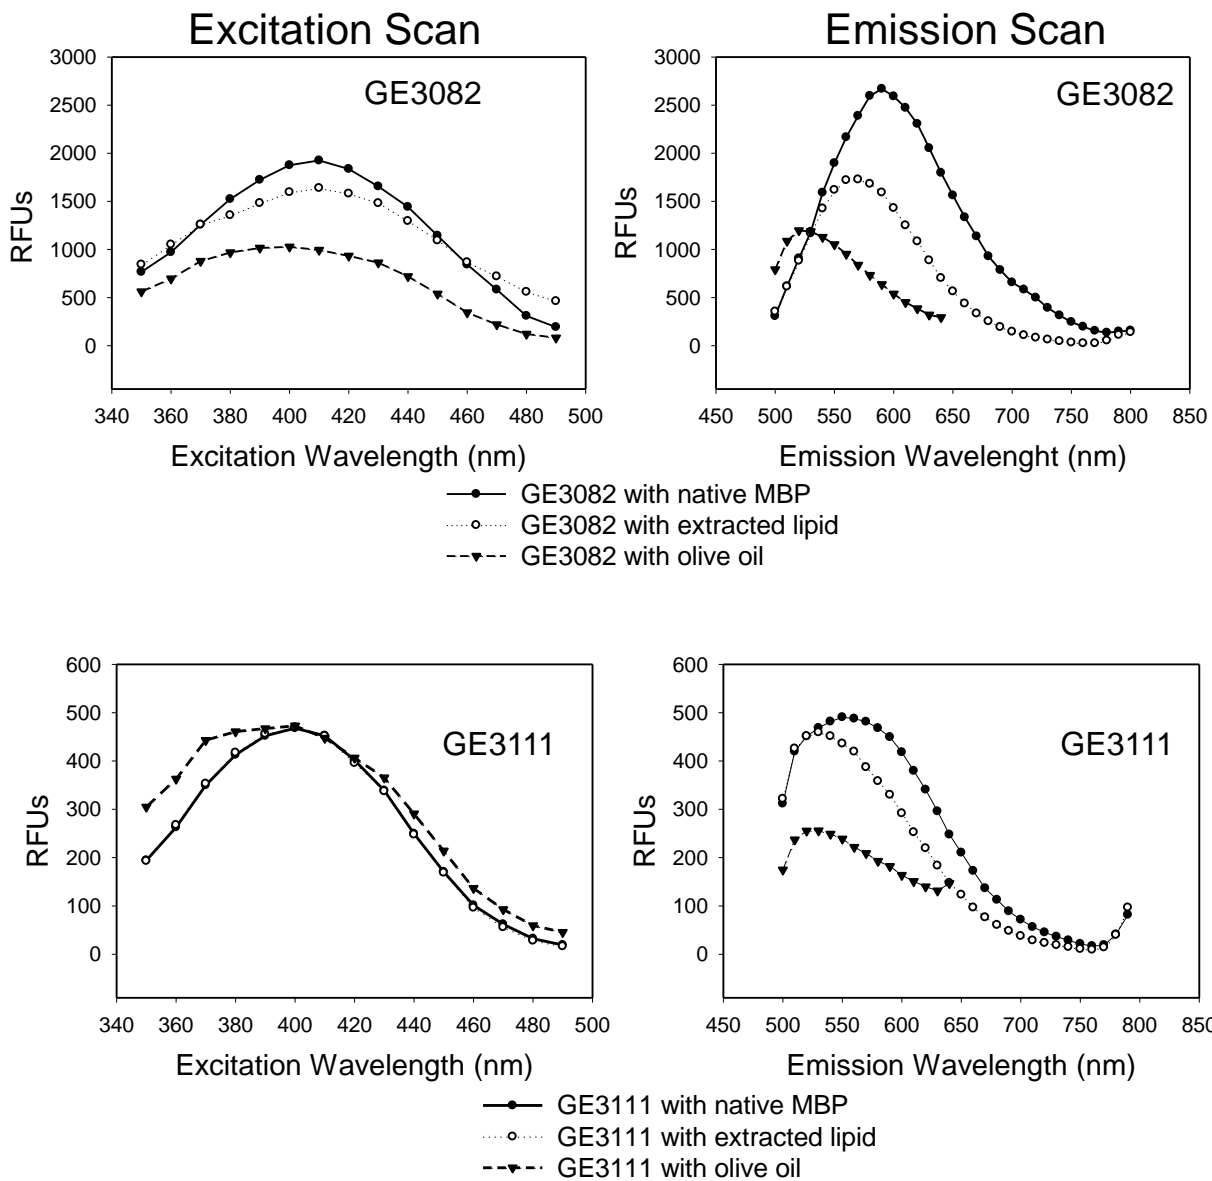 Excitation Scan
Emission Scan
3000
2500
2000
1500
1000
500
0
RFUs
GE3082
340 360 380 400 420 440 460 480 500
Excitation Wavelength (nm)
3000
2500
2000
1500
1000
500
0
RFUs
GE3082
450 500 550 600 650 700 750 800 850
Emission Wavelenght (nm)
GE3082 with native MBP
GE3082 with extracted lipid
GE3082 with olive oil
600
500
400
300
200
100
0
RFUs
GE3111
340 360 380 400 420 440 460 480 500
Excitation Wavelength (nm)
600
500
400
300
200
100
0
RFUs
GE3111
450 500 550 600 650 700 750 800 850
Emission Wavelength (nm)
GE3111 with native MBP
GE3111 with extracted lipid
GE3111 with olive oil